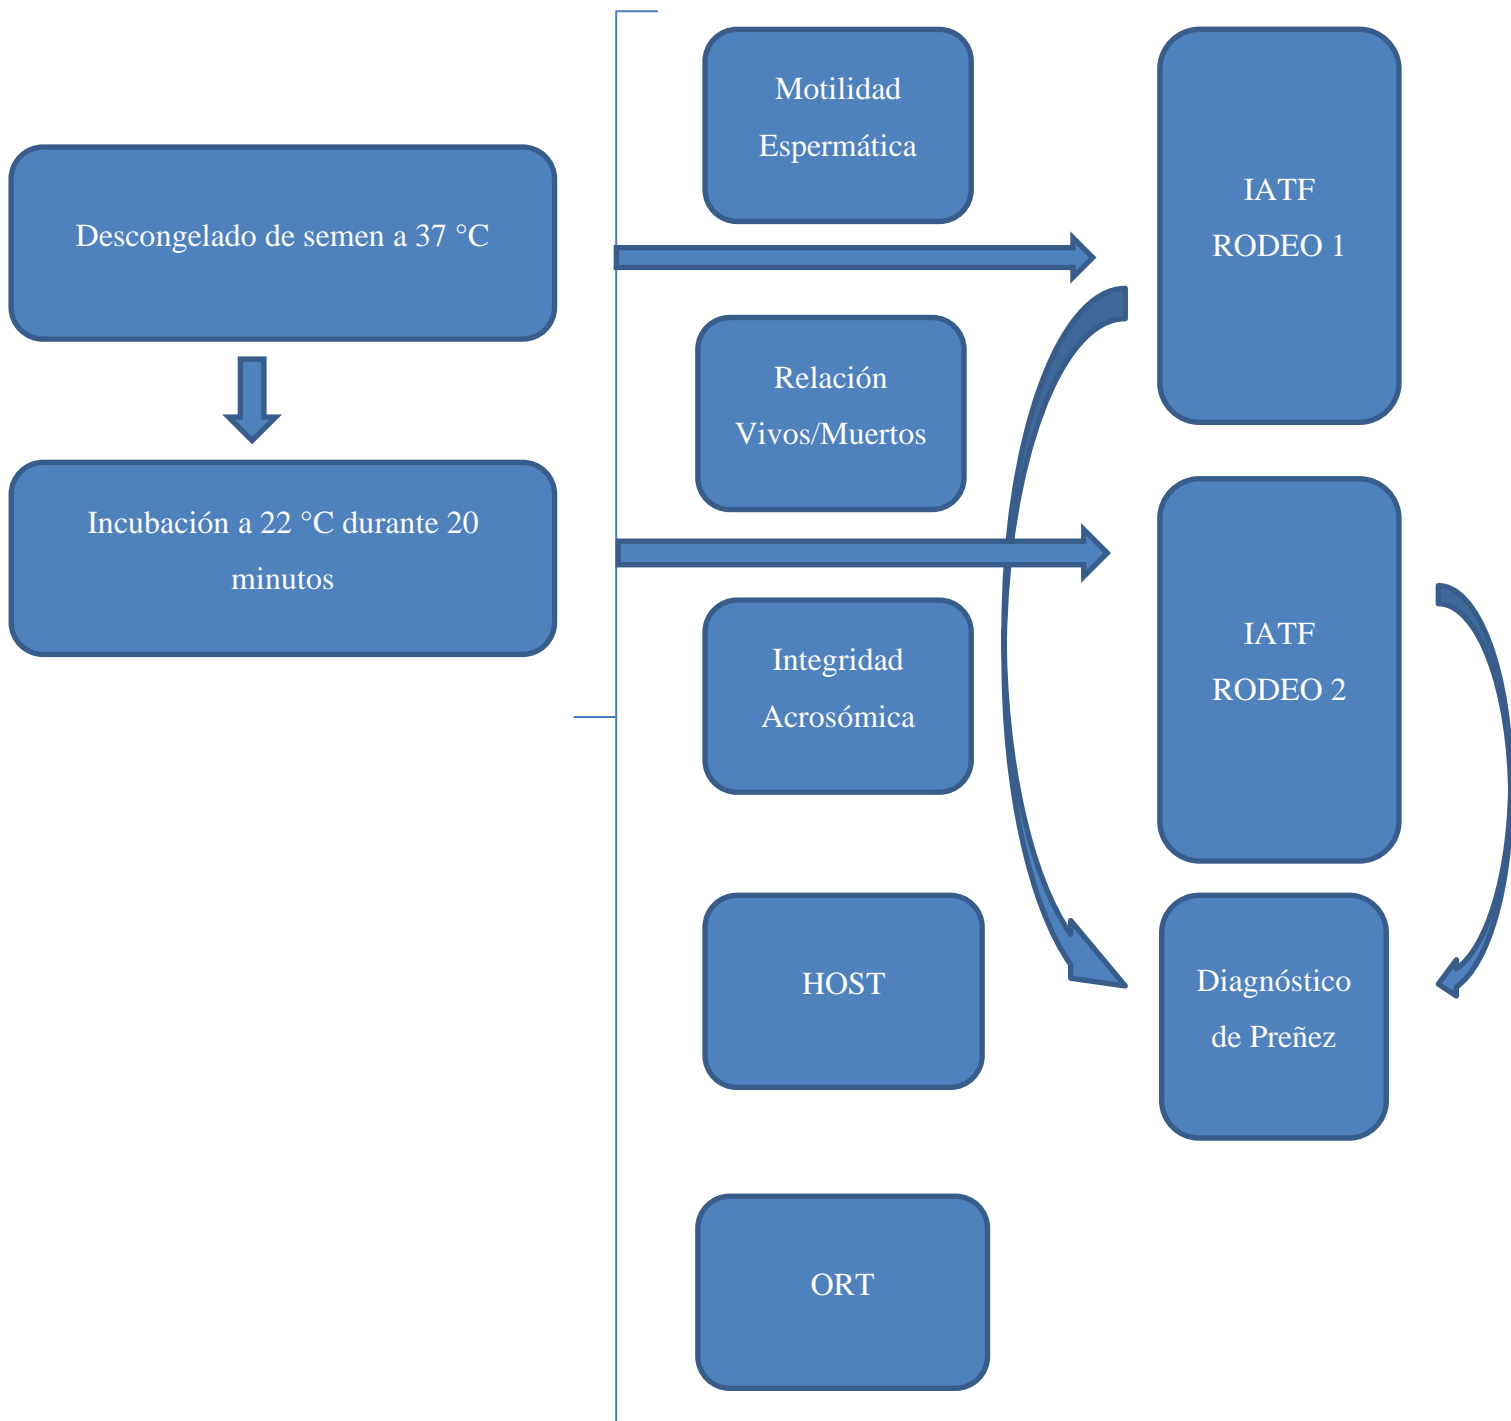 Descongelado de semen a 37 °C
Incubación a 22 °C durante 20
minutos
Motilidad
Espermática
Relación
Vivos/Muertos
Integridad
Acrosómica
HOST
ORT
IATF
RODEO 1
IATF
RODEO 2
Diagnóstico
de Preñez